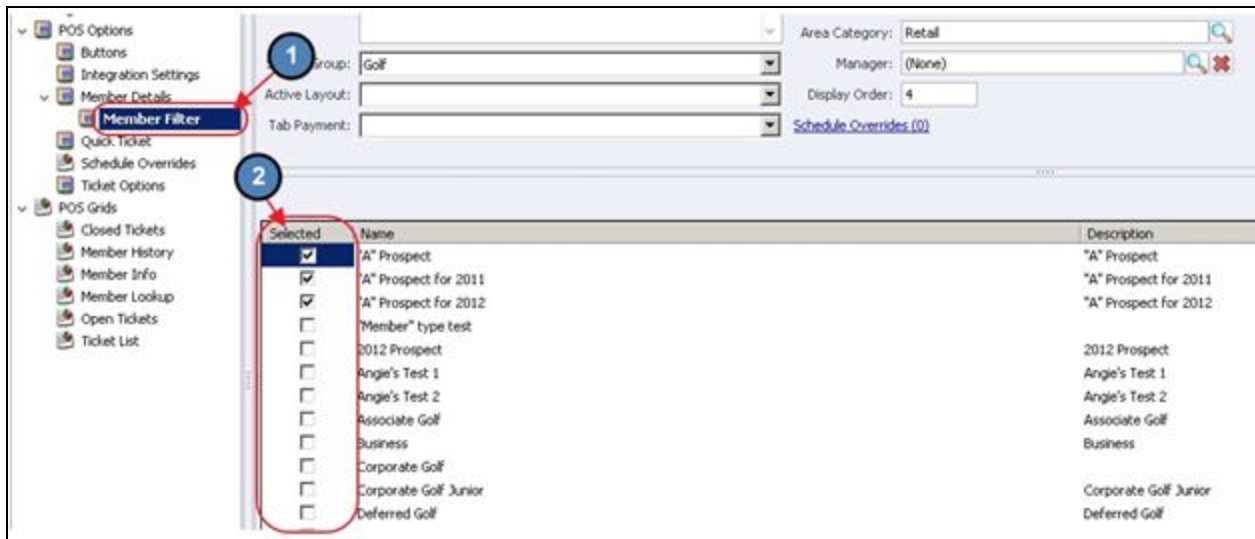 POS Options
Buttons
Integration Settings
Member Details
Member Filter
Quick Ticket
Schedule Overrides
Ticket Options
POS Grids
Closed Tickets
Member History
Member Info
Member Lookup
Open Tickets
Ticket List
1
2
Group: Golf
Active Layout:
Tab Payment:
Area Category: Retail
Manager: (None)
Display Order: 4
Schedule Overrides (0)
Selected Name Description
"A" Prospect "A" Prospect
"A" Prospect for 2011 "A" Prospect for 2011
"A" Prospect for 2012 "A" Prospect for 2012
"Member" type test
2012 Prospect 2012 Prospect
Angie's Test 1 Angie's Test 1
Angie's Test 2 Angie's Test 2
Associate Golf Associate Golf
Business Business
Corporate Golf
Corporate Golf Junior Corporate Golf Junior
Deferred Golf Deferred Golf